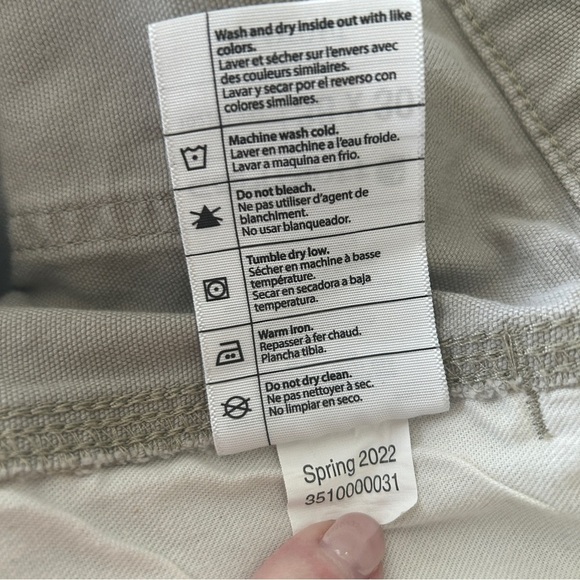 Wash and dry inside out with like
colors.
Laver et sécher sur l'envers avec
des couleurs similaires.
Lavar y secar por el reverso con
colores similares.
Machine wash cold.
Laver en machine a l'eau froide.
Lavar a maquina en frio.
Do not bleach.
Ne pas utiliser d'agent de
blanchiment.
No usar blanqueador.
Tumble dry low.
Sécher en machine à basse
température.
Secar en secadora a baja
temperatura.
Warm iron.
Repasser à fer chaud.
Plancha tibia.
Do not dry clean.
Ne pas nettoyer à sec.
No limpiar en seco.
Spring 2022
3510000031